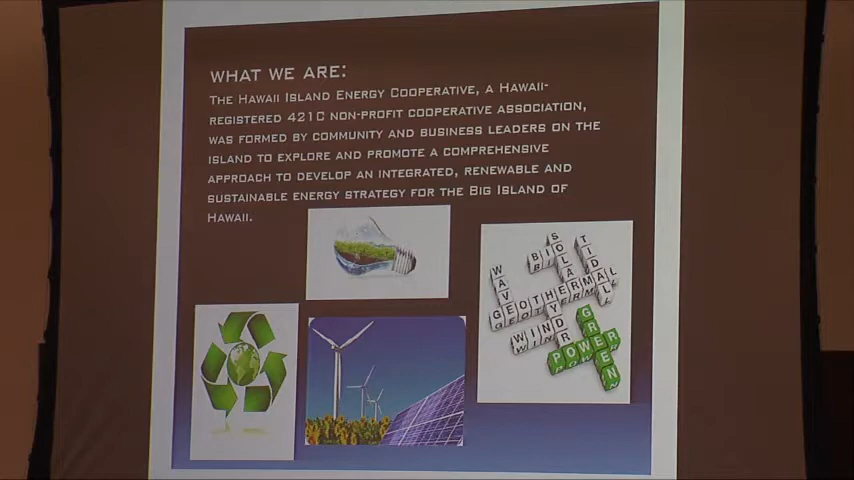 WHAT WE ARE:
THE HAWAII ISLAND ENERGY COOPERATIVE, A HAWAII-
REGISTERED 421C NON-PROFIT COOPERATIVE ASSOCIATION,
WAS FORMED BY COMMUNITY AND BUSINESS LEADERS ON THE
ISLAND TO EXPLORE AND PROMOTE A COMPREHENSIVE
APPROACH TO DEVELOP AN INTEGRATED, RENEWABLE AND
SUSTAINABLE ENERGY STRATEGY FOR THE BIG ISLAND OF
HAWAII.
SOLAR
TIDAL
BIO
WAVE
GEOTHERMAL
HYDRO
WIND
GREEN
POWER